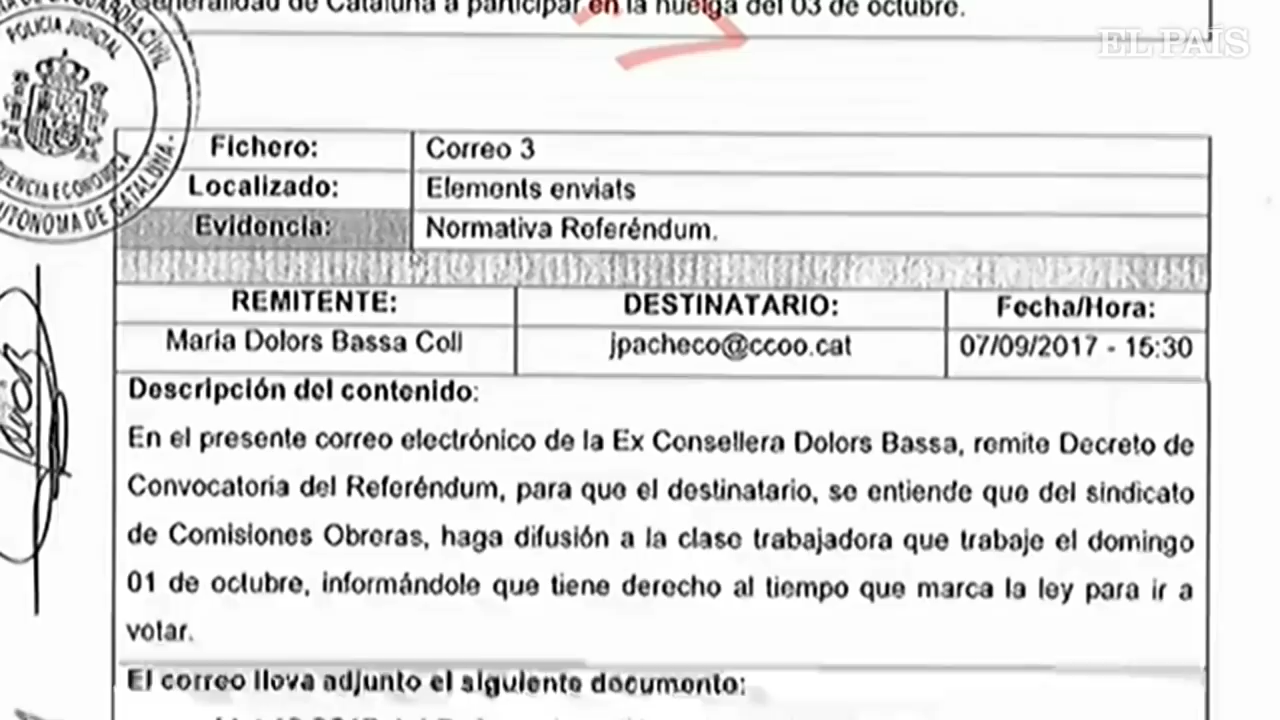 Generalidad de Cataluña a participar en la huelga del 03 de octubre.
EL PAÍS
POLICIA JUDICIAL
Fichero:
Correo 3
Localizado:
Elements enviats
Evidencia:
Normativa Referéndum.
AUTONOMA DE CATALUÑA
REMITENTE:
DESTINATARIO:
Fecha/Hora:
Maria Dolors Bassa Coll
jpacheco@ccoo.cat
07/09/2017 - 15:30
Descripción del contenido:
En el presente correo electrónico de la Ex Consellera Dolors Bassa, remite Decreto de
Convocatoria del Referéndum, para que el destinatario, se entiende que del sindicato
de Comisiones Obreras, haga difusión a la clase trabajadora que trabaje el domingo
01 de octubre, informándole que tiene derecho al tiempo que marca la ley para ir a
votar.
El correo lleva adjunto el siguiente documento: